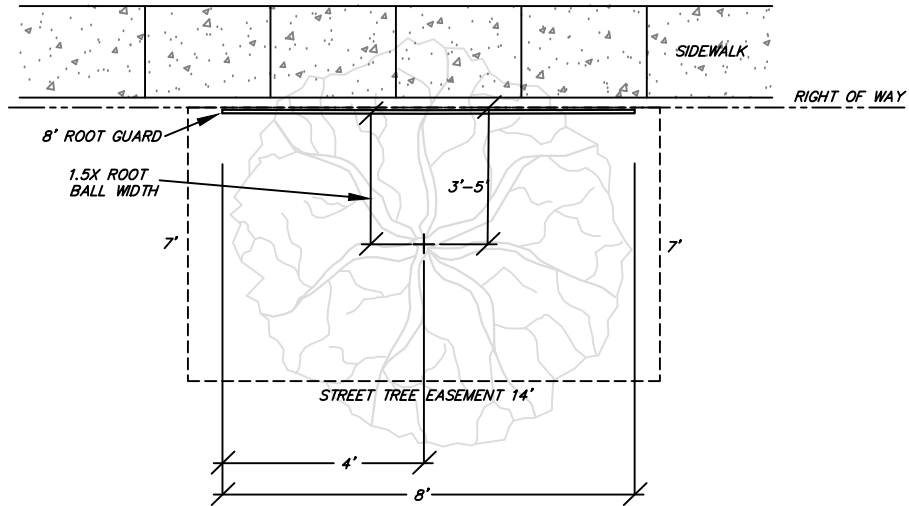 SIDEWALK
RIGHT OF WAY
8' ROOT GUARD
1.5X ROOT
BALL WIDTH
3'-5'
7'
7'
STREET TREE EASEMENT 14'
4'
8'